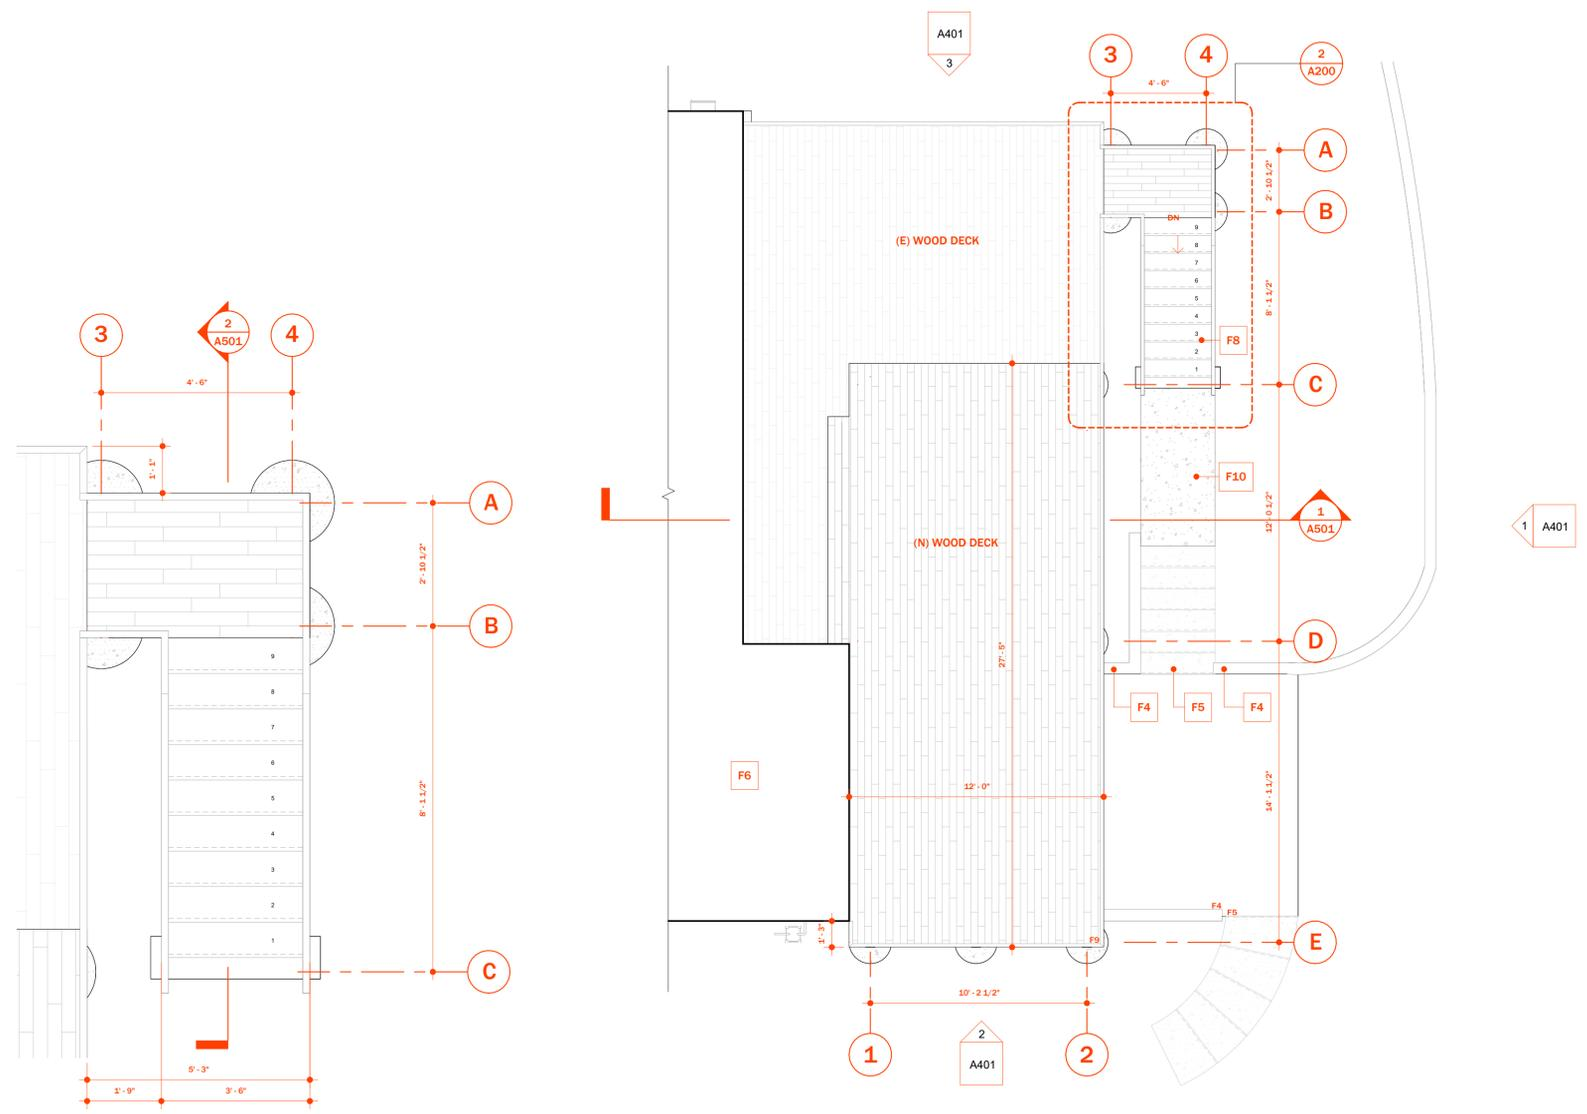 3
4
2
A501
4' - 6"
1' - 1"
A
2' - 10 1/2"
B
8' - 1 1/2"
9
8
7
6
5
4
3
2
1
C
5' - 3"
1' - 9"
3' - 6"
A401
3
3
4
2
A200
4' - 6"
A
2' - 10 1/2"
B
DN
(E) WOOD DECK
9
8
7
6
5
4
3
2
1
8' - 1 1/2"
F8
C
F10
12' - 0 1/2"
1
A501
1
A401
(N) WOOD DECK
D
27' - 5"
F4
F5
F4
F6
12' - 0"
14' - 1 1/2"
F4
F5
1' - 3"
F9
E
10' - 2 1/2"
1
2
2
A401